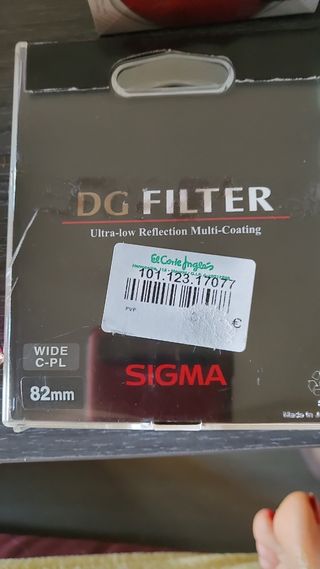 DG FILTER
Ultra-low Reflection Multi-Coating
El Corte Inglés
101.123.17077
PVP
€
WIDE
C-PL
SIGMA
82mm
Made in